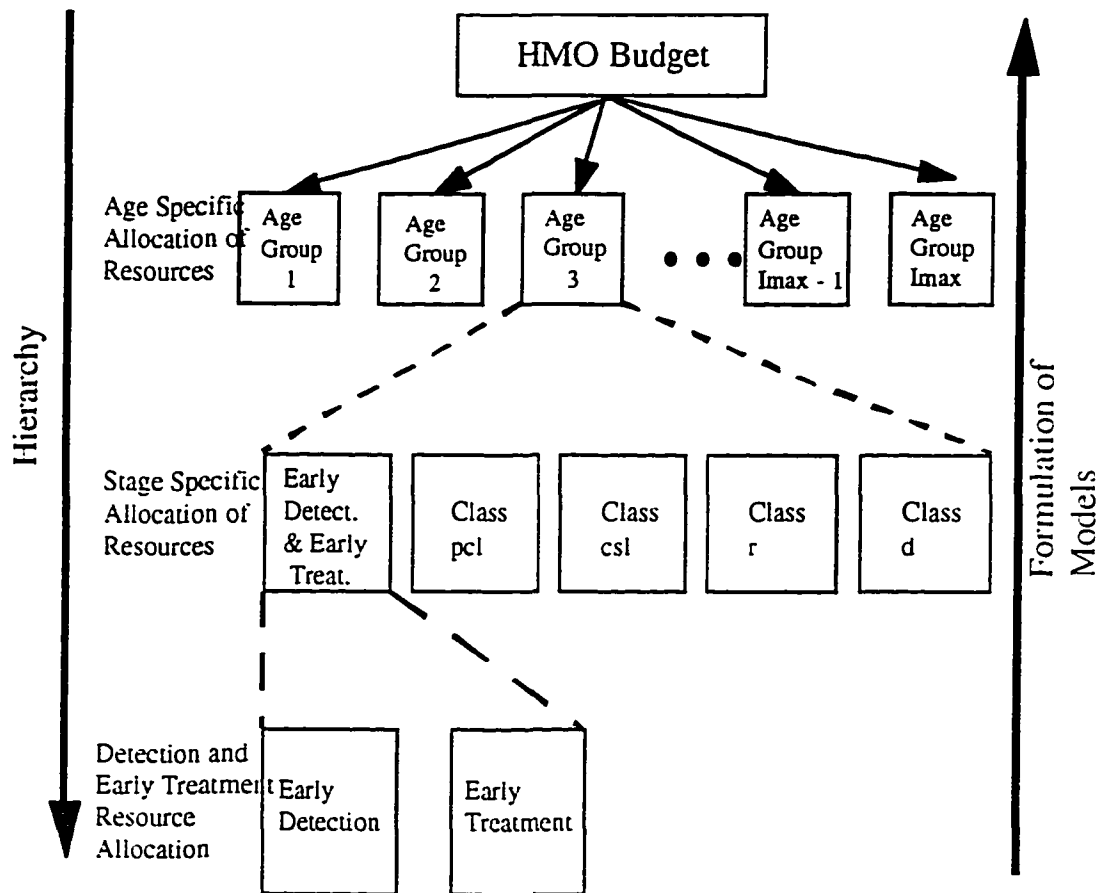 HMO Budget
Age Specific
Allocation of
Resources
Age
Group
1
Age
Group
2
Age
Group
3
Age
Group
Imax - 1
Age
Group
Imax
Hierarchy
Formulation of
Models
Stage Specific
Allocation of
Resources
Early
Detect.
& Early
Treat.
Class
pcl
Class
csl
Class
r
Class
d
Detection and
Early Treatment
Resource
Allocation
Early
Detection
Early
Treatment